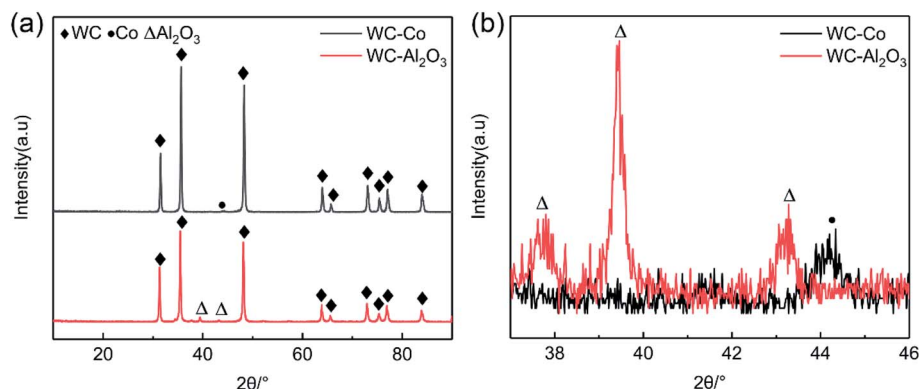 (a)
◆ WC ●Co ΔAl₂O₃
WC-Co
WC-Al₂O₃
Intensity(a.u)
Δ Δ
20 40 60 80
2θ/°
(b)
WC-Co
WC-Al₂O₃
Intensity(a.u)
Δ
Δ Δ
38 40 42 44 46
2θ/°